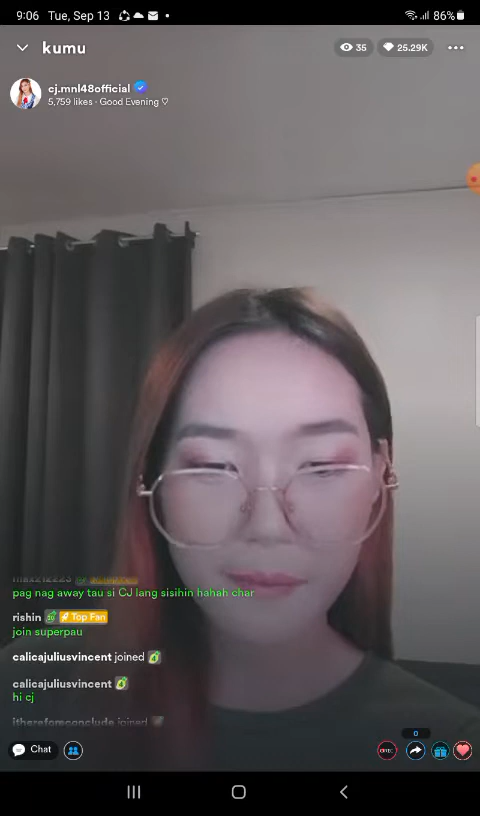 9:06 Tue, Sep 13 86%
kumu 35 25.29K
cj.mnl48official
5,759 likes · Good Evening ♡
pag nag away tau si CJ lang sisihin hahah char
rishin Top Fan
join superpau
calicajuliusvincent joined
calicajuliusvincent
hi cj
ithereforeconclude joined
0
Chat